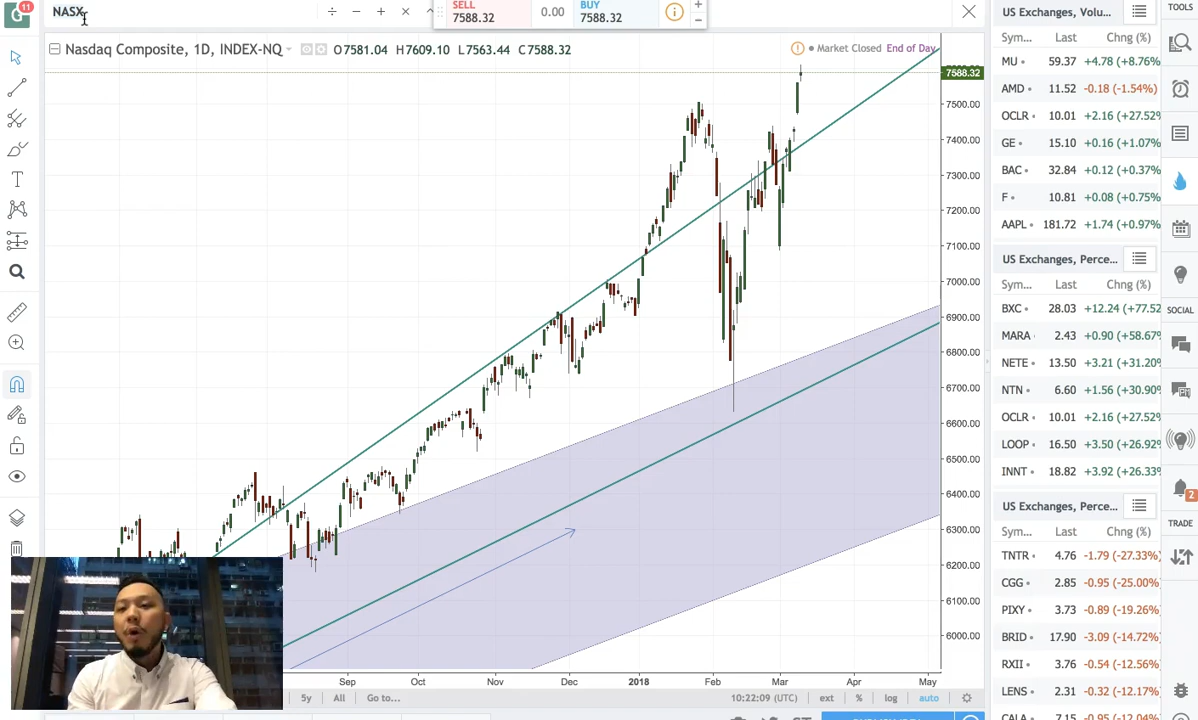 11
NASX
SELL
7588.32
0.00
BUY
7588.32
Nasdaq Composite, 1D, INDEX-NQ
O7581.04 H7609.10 L7563.44 C7588.32
Market Closed End of Day
7588.32
7500.00
7400.00
7300.00
7200.00
7100.00
7000.00
6900.00
6800.00
6700.00
6600.00
6500.00
6400.00
6300.00
6200.00
6100.00
6000.00
Sep Oct Nov Dec 2018 Feb Mar Apr May
5y All Go to... 10:22:09 (UTC) ext % log auto
US Exchanges, Volu...
Sym... Last Chng (%)
MU 59.37 +4.78 (+8.76%
AMD 11.52 -0.18 (-1.54%)
OCLR 10.01 +2.16 (+27.52%
GE 15.10 +0.16 (+1.07%
BAC 32.84 +0.12 (+0.37%
F 10.81 +0.08 (+0.75%
AAPL 181.72 +1.74 (+0.97%
US Exchanges, Perce...
Sym... Last Chng (%)
BXC 28.03 +12.24 (+77.52
MARA 2.43 +0.90 (+58.67%
NETE 13.50 +3.21 (+31.20%
NTN 6.60 +1.56 (+30.90%
OCLR 10.01 +2.16 (+27.52%
LOOP 16.50 +3.50 (+26.92%
INNT 18.82 +3.92 (+26.33%
US Exchanges, Perce...
Sym... Last Chng (%)
TNTR 4.76 -1.79 (-27.33%
CGG 2.85 -0.95 (-25.00%
PIXY 3.73 -0.89 (-19.26%
BRID 17.90 -3.09 (-14.72%
RXII 3.76 -0.54 (-12.56%
LENS 2.31 -0.32 (-12.17%
CALA 7.15 -0.95 (-12.04%
TOOLS
SOCIAL
2
TRADE